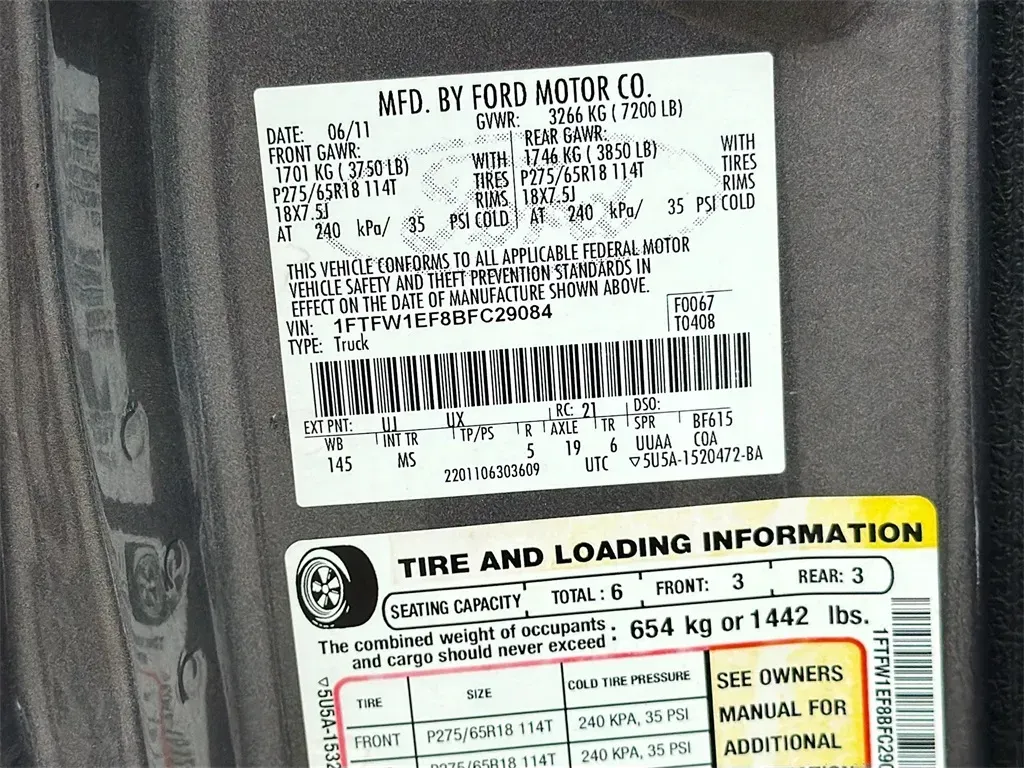 MFD. BY FORD MOTOR CO.
DATE: 06/11 GVWR: 3266 KG ( 7200 LB)
FRONT GAWR: REAR GAWR:
1701 KG ( 3750 LB) WITH 1746 KG ( 3850 LB) WITH
P275/65R18 114T TIRES P275/65R18 114T TIRES
18X7.5J RIMS 18X7.5J RIMS
AT 240 kPa/ 35 PSI COLD AT 240 kPa/ 35 PSI COLD
THIS VEHICLE CONFORMS TO ALL APPLICABLE FEDERAL MOTOR
VEHICLE SAFETY AND THEFT PREVENTION STANDARDS IN
EFFECT ON THE DATE OF MANUFACTURE SHOWN ABOVE.
VIN: 1FTFW1EF8BFC29084 F0067
TYPE: Truck T0408
EXT PNT: UJ UX RC: 21 DSO:
WB INT TR TP/PS R AXLE TR SPR BF615
145 MS 5 19 6 UUAA COA
2201106303609 UTC ▽5U5A-1520472-BA
TIRE AND LOADING INFORMATION
SEATING CAPACITY TOTAL : 6 FRONT: 3 REAR: 3
The combined weight of occupants
and cargo should never exceed : 654 kg or 1442 lbs.
TIRE SIZE COLD TIRE PRESSURE
FRONT P275/65R18 114T 240 KPA, 35 PSI
P275/65R18 114T 240 KPA, 35 PSI
SEE OWNERS
MANUAL FOR
ADDITIONAL
▽5U5A-1532
1FTFW1EF8BFC290